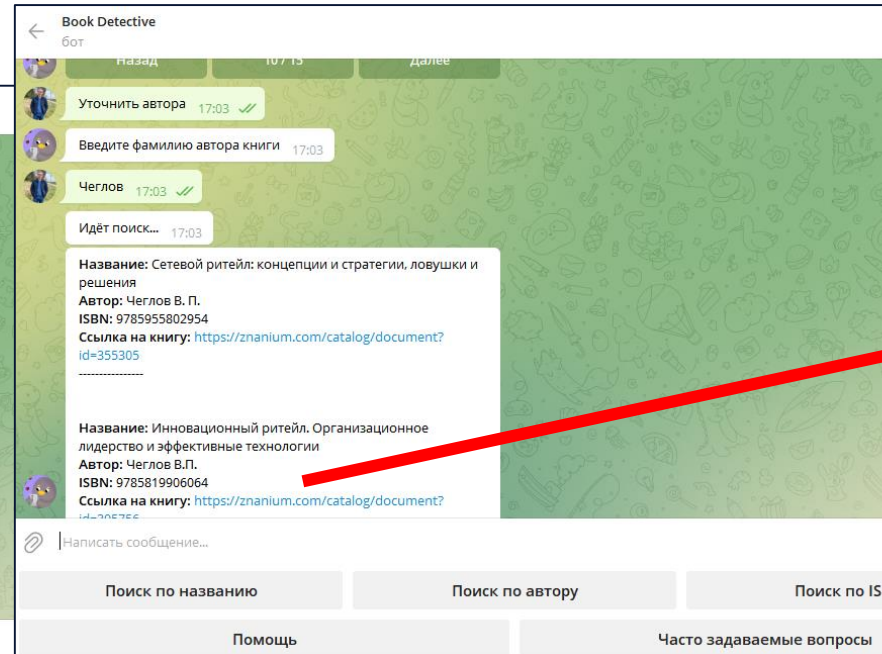 Book Detective
бот
Назад 10 / 15 Далее
Уточнить автора 17:03
Введите фамилию автора книги 17:03
Чеглов 17:03
Идёт поиск... 17:03
Название: Сетевой ритейл: концепции и стратегии, ловушки и
решения
Автор: Чеглов В. П.
ISBN: 9785955802954
Ссылка на книгу: https://znanium.com/catalog/document?
id=355305
----------------
Название: Инновационный ритейл. Организационное
лидерство и эффективные технологии
Автор: Чеглов В.П.
ISBN: 9785819906064
Ссылка на книгу: https://znanium.com/catalog/document?
Написать сообщение...
Поиск по названию Поиск по автору Поиск по IS
Помощь Часто задаваемые вопросы